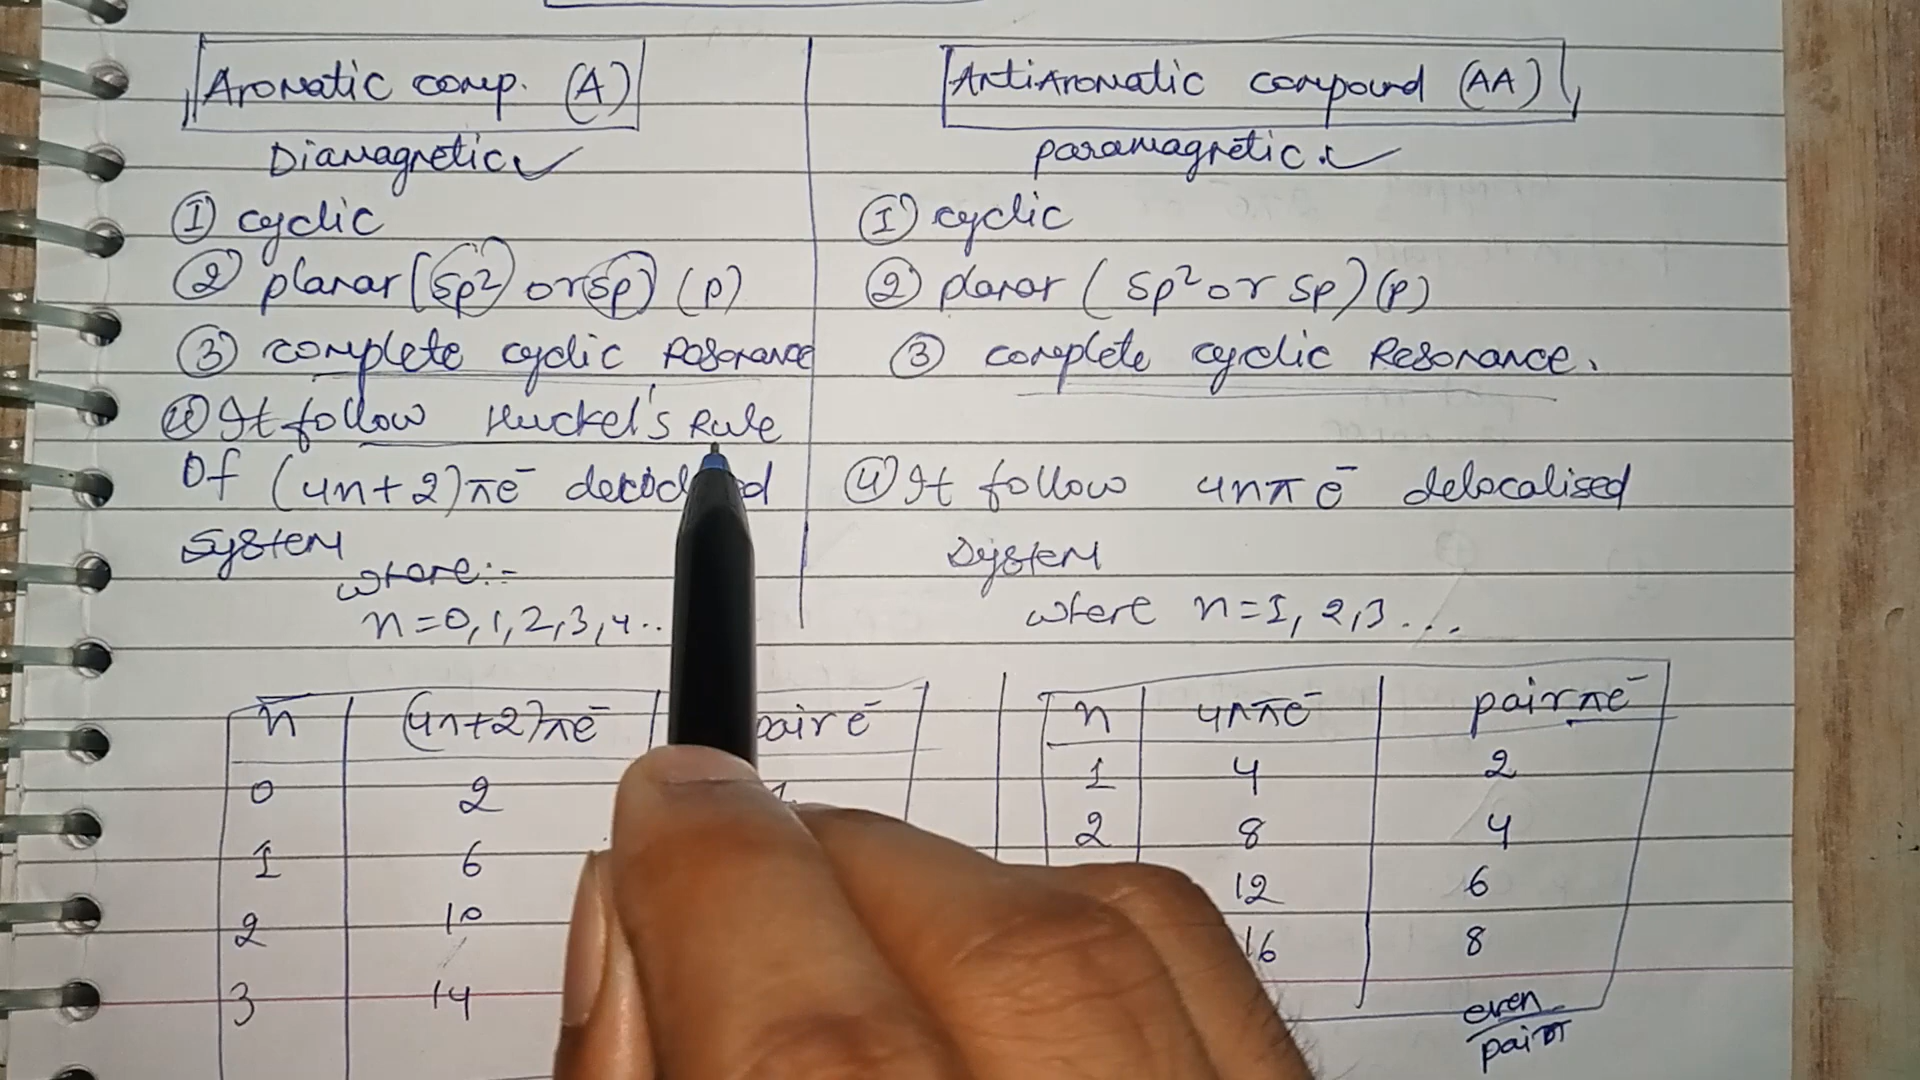 Aromatic comp. (A)
Diamagnetic
① cyclic
② planar [sp² or sp) (p)
③ complete cyclic Resonance
④ It follow Huckel's Rule
Of (4n+2)πe⁻
System
where:-
n=0,1,2,3,4..
n (4n+2)πe⁻ pair e⁻
0 2 1
1 6
2 10
3 14
AntiAromatic compound (AA)
paramagnetic.
① cyclic
② planar (sp² or sp)(p)
③ complete cyclic Resonance.
④ It follow 4nπe⁻ delocalised
System
where n=1, 2,3...
n 4nπe⁻ pairπe⁻
1 4 2
2 8 4
12 6
16 8
even
pair